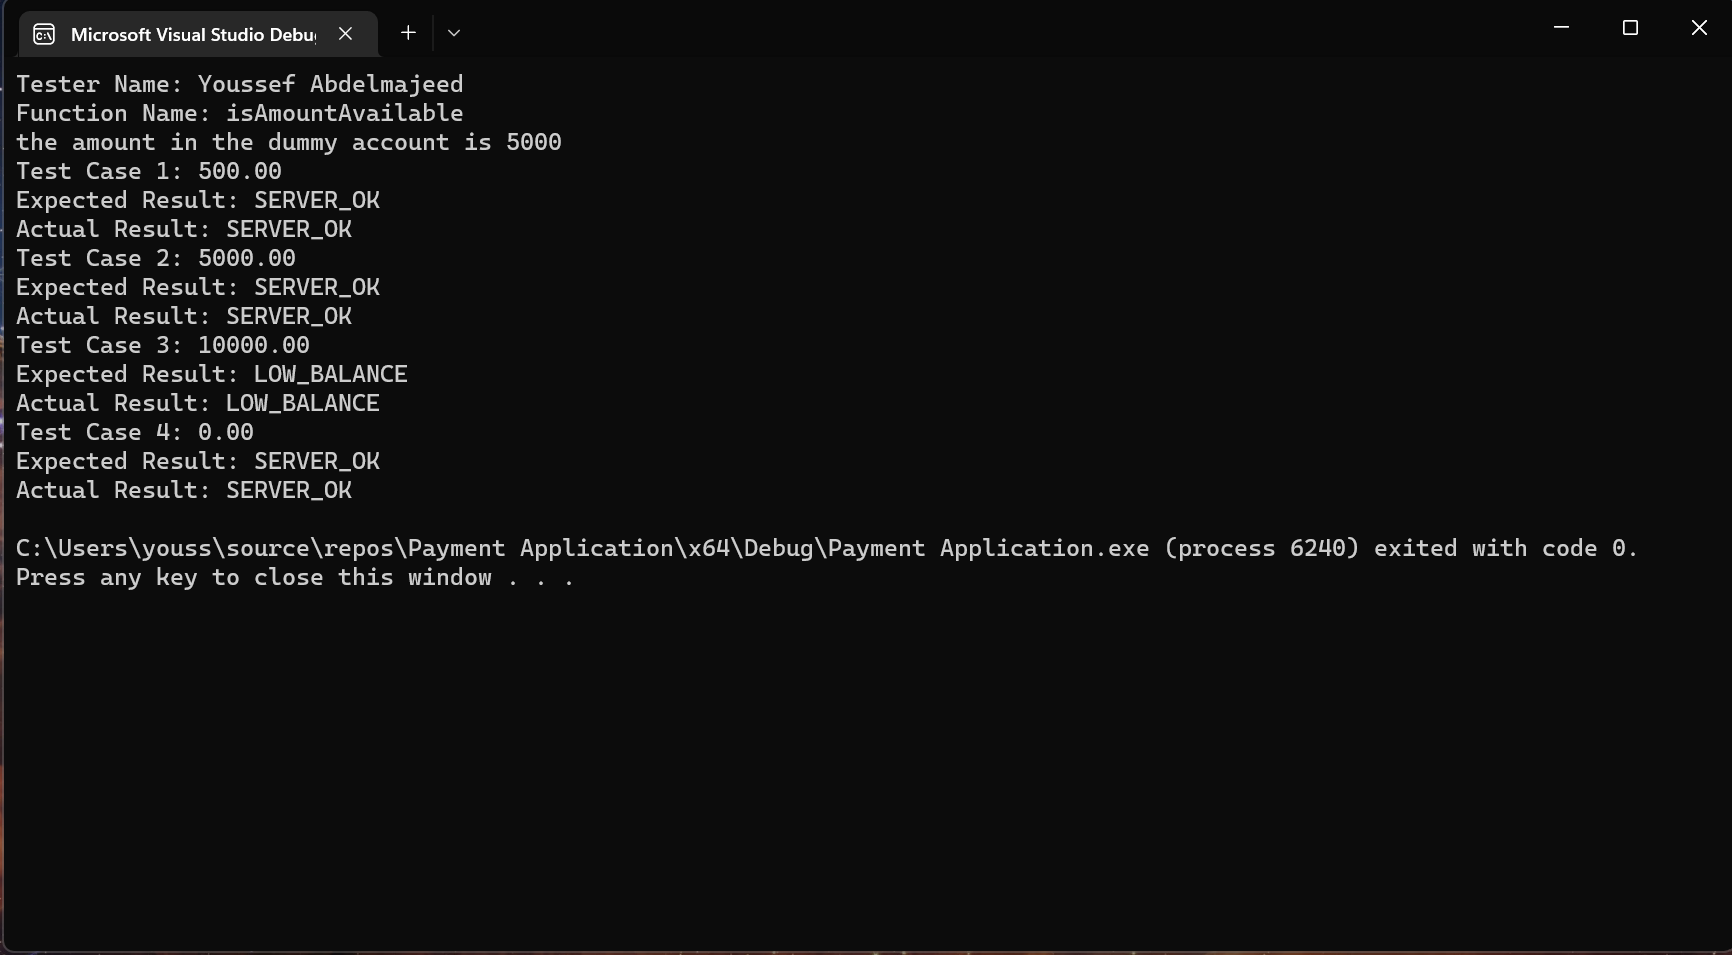 Microsoft Visual Studio Debu
Tester Name: Youssef Abdelmajeed
Function Name: isAmountAvailable
the amount in the dummy account is 5000
Test Case 1: 500.00
Expected Result: SERVER_OK
Actual Result: SERVER_OK
Test Case 2: 5000.00
Expected Result: SERVER_OK
Actual Result: SERVER_OK
Test Case 3: 10000.00
Expected Result: LOW_BALANCE
Actual Result: LOW_BALANCE
Test Case 4: 0.00
Expected Result: SERVER_OK
Actual Result: SERVER_OK
C:\Users\youss\source\repos\Payment Application\x64\Debug\Payment Application.exe (process 6240) exited with code 0.
Press any key to close this window . . .